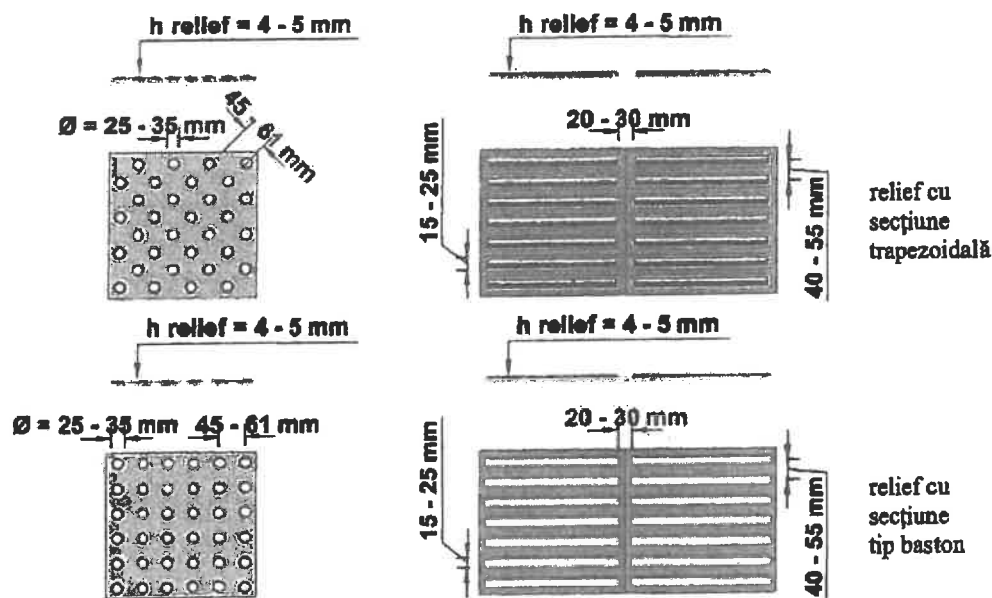 h relief = 4 - 5 mm
h relief = 4 - 5 mm
Ø = 25 - 35 mm
45 - 61 mm
20 - 30 mm
15 - 25 mm
40 - 55 mm
relief cu
secțiune
trapezoidală
h relief = 4 - 5 mm
h relief = 4 - 5 mm
Ø = 25 - 35 mm
45 - 61 mm
20 - 30 mm
15 - 25 mm
40 - 55 mm
relief cu
secțiune
tip baston